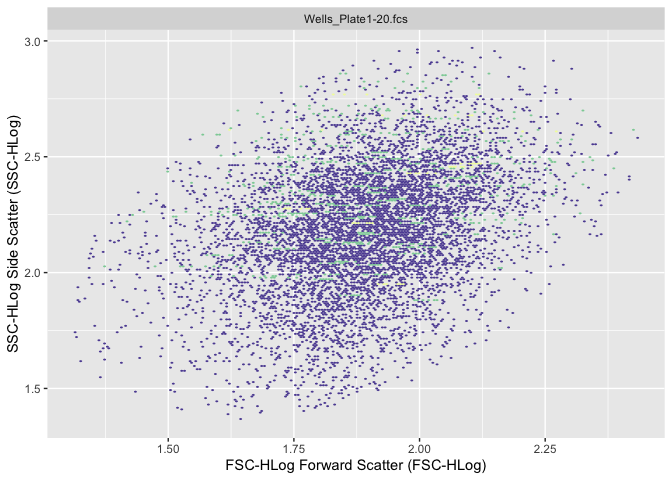 Wells_Plate1-20.fcs
3.0
2.5
2.0
1.5
SSC-HLog Side Scatter (SSC-HLog)
1.50 1.75 2.00 2.25
FSC-HLog Forward Scatter (FSC-HLog)